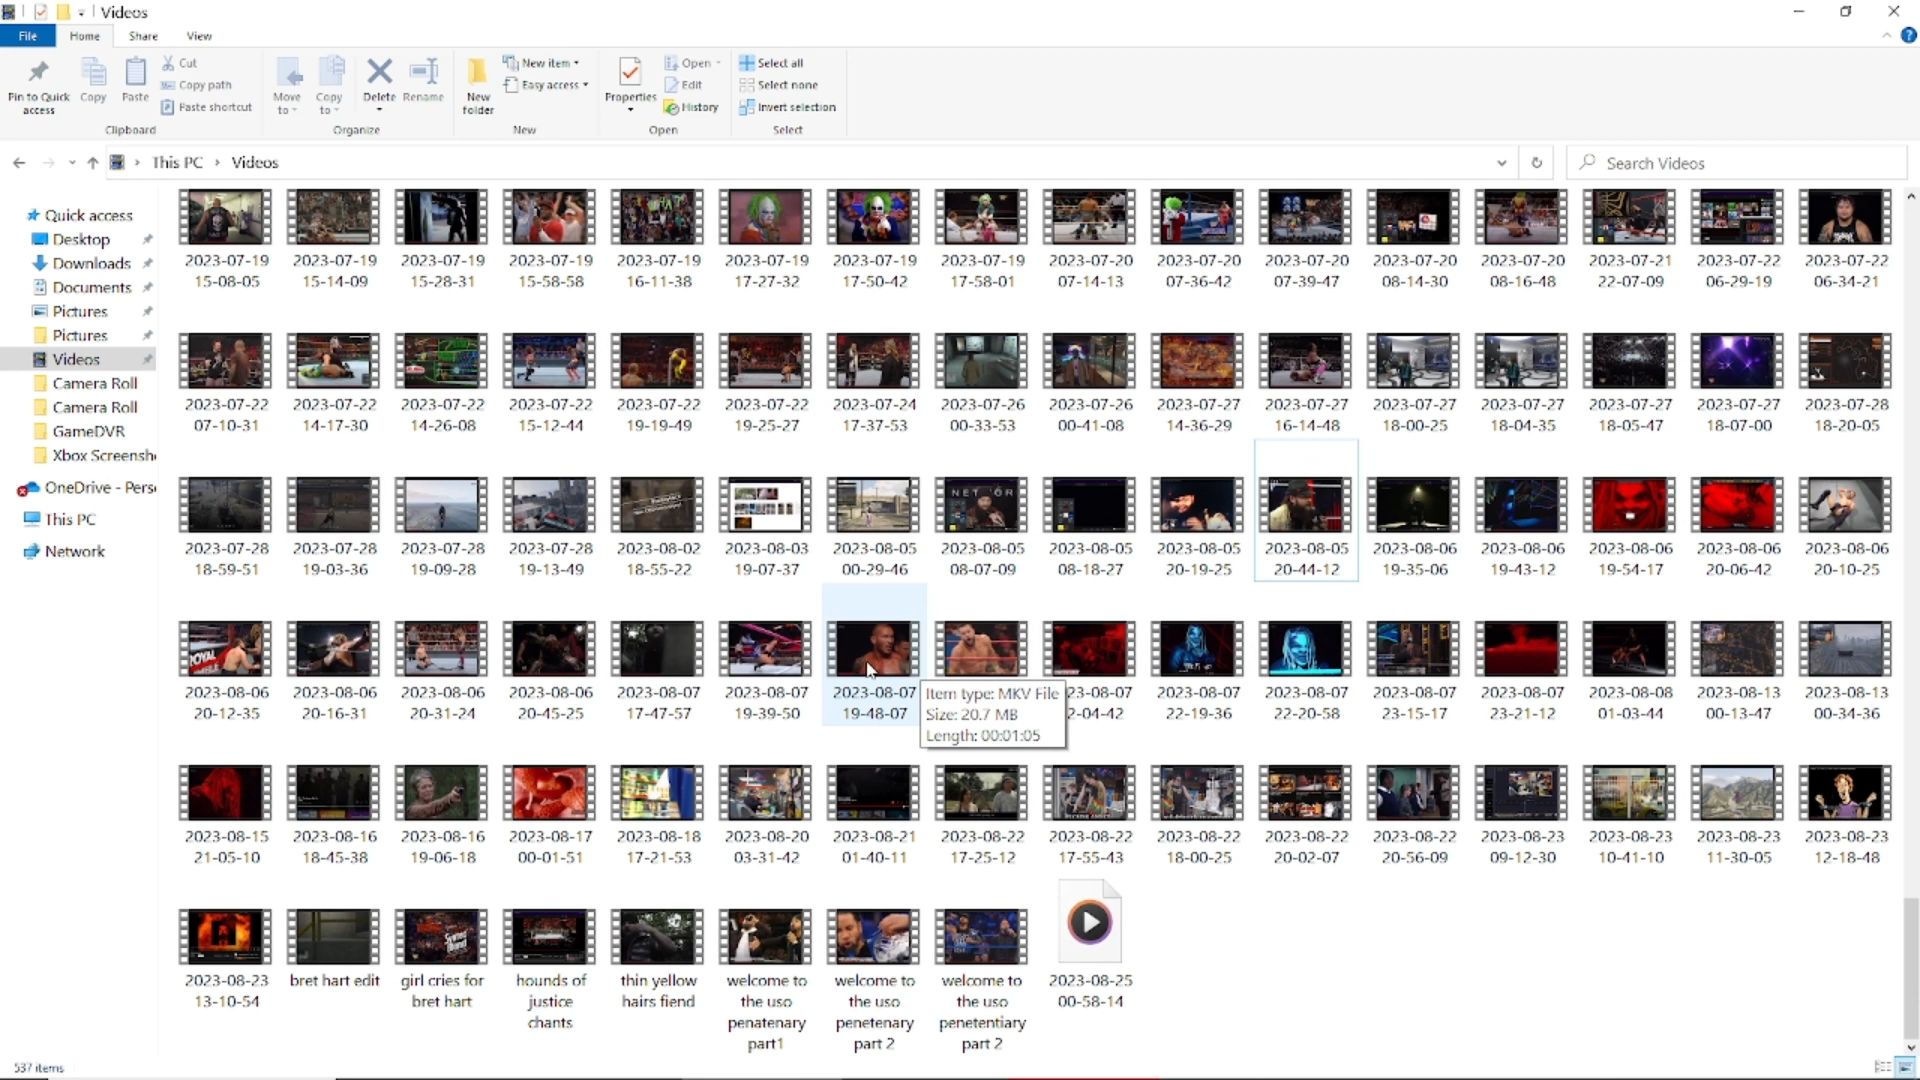 Videos
File Home Share View
Pin to Quick access
Copy
Paste
Cut
Copy path
Paste shortcut
Clipboard
Move to
Copy to
Delete
Rename
Organize
New folder
New item
Easy access
New
Properties
Open
Edit
History
Open
Select all
Select none
Invert selection
Select
This PC › Videos
Search Videos
Quick access
Desktop
Downloads
Documents
Pictures
Pictures
Videos
Camera Roll
Camera Roll
GameDVR
Xbox Screensh
OneDrive - Pers
This PC
Network
2023-07-19 2023-07-19 2023-07-19 2023-07-19 2023-07-19 2023-07-19 2023-07-19 2023-07-19 2023-07-20 2023-07-20 2023-07-20 2023-07-20 2023-07-20 2023-07-21 2023-07-22 2023-07-22
15-08-05 15-14-09 15-28-31 15-58-58 16-11-38 17-27-32 17-50-42 17-58-01 07-14-13 07-36-42 07-39-47 08-14-30 08-16-48 22-07-09 06-29-19 06-34-21
2023-07-22 2023-07-22 2023-07-22 2023-07-22 2023-07-22 2023-07-22 2023-07-24 2023-07-26 2023-07-26 2023-07-27 2023-07-27 2023-07-27 2023-07-27 2023-07-27 2023-07-27 2023-07-28
07-10-31 14-17-30 14-26-08 15-12-44 19-19-49 19-25-27 17-37-53 00-33-53 00-41-08 14-36-29 16-14-48 18-00-25 18-04-35 18-05-47 18-07-00 18-20-05
NET OR
2023-07-28 2023-07-28 2023-07-28 2023-07-28 2023-08-02 2023-08-03 2023-08-05 2023-08-05 2023-08-05 2023-08-05 2023-08-05 2023-08-06 2023-08-06 2023-08-06 2023-08-06 2023-08-06
18-59-51 19-03-36 19-09-28 19-13-49 18-55-22 19-07-37 00-29-46 08-07-09 08-18-27 20-19-25 20-44-12 19-35-06 19-43-12 19-54-17 20-06-42 20-10-25
ROYAL
2023-08-06 2023-08-06 2023-08-06 2023-08-06 2023-08-07 2023-08-07 2023-08-07 23-08-07 2023-08-07 2023-08-07 2023-08-07 2023-08-07 2023-08-08 2023-08-13 2023-08-13
20-12-35 20-16-31 20-31-24 20-45-25 17-47-57 19-39-50 19-48-07 2-04-42 22-19-36 22-20-58 23-15-17 23-21-12 01-03-44 00-13-47 00-34-36
Item type: MKV File
Size: 20.7 MB
Length: 00:01:05
2023-08-15 2023-08-16 2023-08-16 2023-08-17 2023-08-18 2023-08-20 2023-08-21 2023-08-22 2023-08-22 2023-08-22 2023-08-22 2023-08-22 2023-08-23 2023-08-23 2023-08-23 2023-08-23
21-05-10 18-45-38 19-06-18 00-01-51 17-21-53 03-31-42 01-40-11 17-25-12 17-55-43 18-00-25 20-02-07 20-56-09 09-12-30 10-41-10 11-30-05 12-18-48
2023-08-23 bret hart edit girl cries for hounds of thin yellow welcome to welcome to welcome to 2023-08-25
13-10-54 bret hart justice hairs fiend the uso the uso the uso 00-58-14
chants penatenary penetenary penetentiary
part1 part 2 part 2
537 items